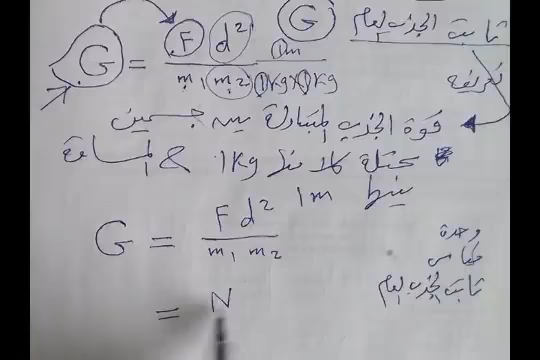 ثابت الجذب العام G
تعريفه
G = F d² 1m / m₁ m₂ 1kg×1kg
قوة الجذب المتبادلة بين جسمين
كتلة كلا منهما 1Kg و المسافة
بينهما 1m
وحدة
قياس
ثابت الجذب العام
G = F d² / m₁ m₂
= N